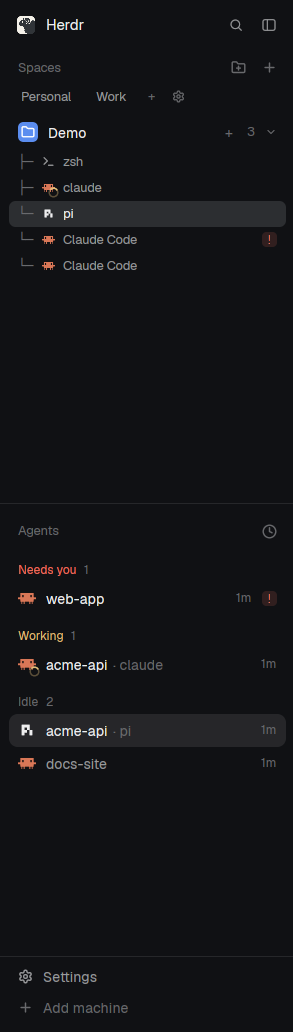 Herdr
Spaces
Personal Work +
Demo + 3
zsh
claude
pi
Claude Code !
Claude Code
Agents
Needs you 1
web-app 1m !
Working 1
acme-api · claude 1m
Idle 2
acme-api · pi 1m
docs-site 1m
Settings
+ Add machine